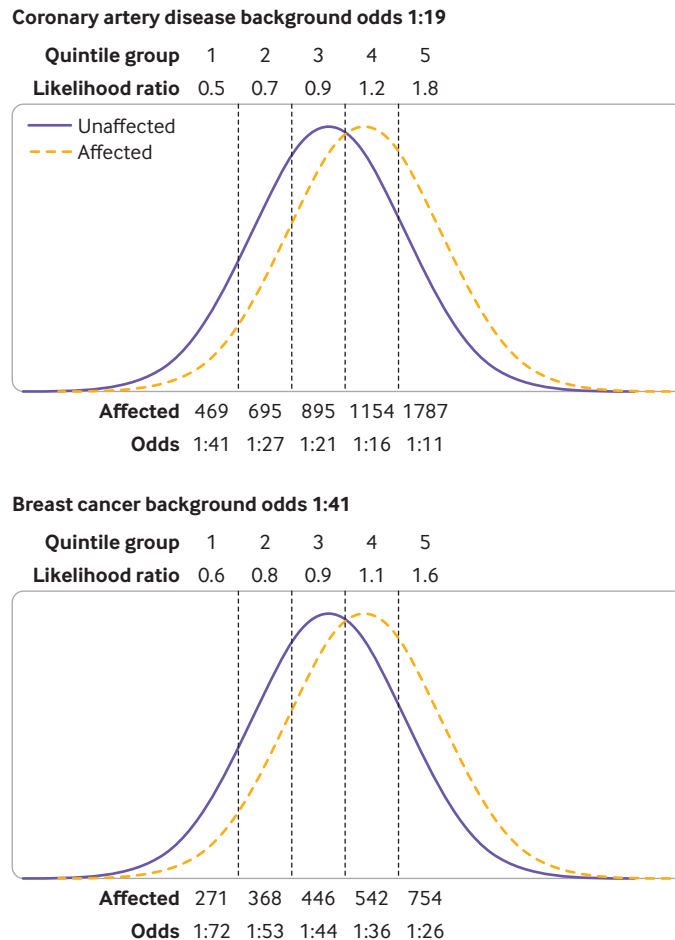 Coronary artery disease background odds 1:19
Quintile group 1 2 3 4 5
Likelihood ratio 0.5 0.7 0.9 1.2 1.8
Unaffected
Affected
Affected 469 695 895 1154 1787
Odds 1:41 1:27 1:21 1:16 1:11
Breast cancer background odds 1:41
Quintile group 1 2 3 4 5
Likelihood ratio 0.6 0.8 0.9 1.1 1.6
Affected 271 368 446 542 754
Odds 1:72 1:53 1:44 1:36 1:26